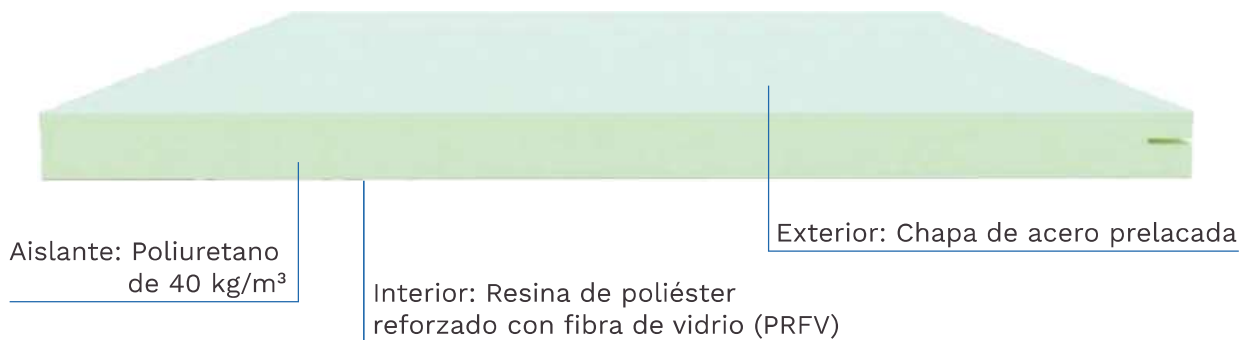 Aislante: Poliuretano
de 40 kg/m³
Interior: Resina de poliéster
reforzado con fibra de vidrio (PRFV)
Exterior: Chapa de acero prelacada